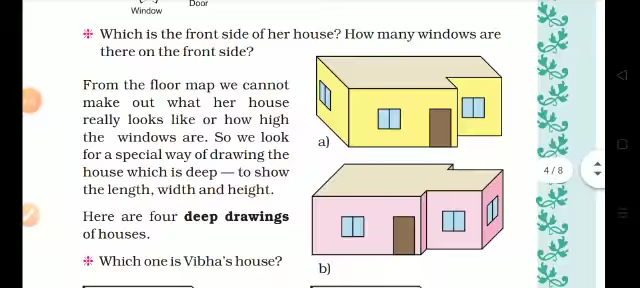 Window
Door
❉ Which is the front side of her house? How many windows are
there on the front side?
From the floor map we cannot
make out what her house
really looks like or how high
the windows are. So we look
for a special way of drawing the
house which is deep — to show
the length, width and height.
Here are four deep drawings
of houses.
❉ Which one is Vibha's house?
a)
b)
4 / 8